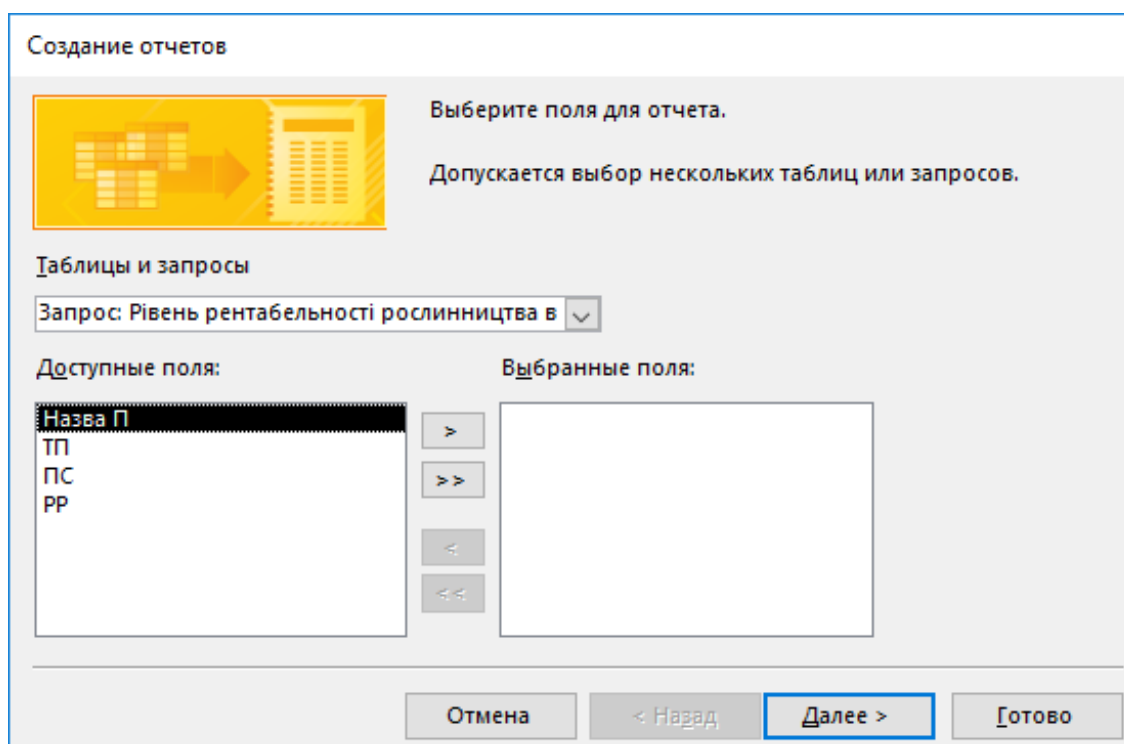 Создание отчетов
Выберите поля для отчета.
Допускается выбор нескольких таблиц или запросов.
Таблицы и запросы
Запрос: Рівень рентабельності рослинництва в
Доступные поля:
Выбранные поля:
Назва П
ТП
ПС
РР
>
>>
<
<<
Отмена
< Назад
Далее >
Готово